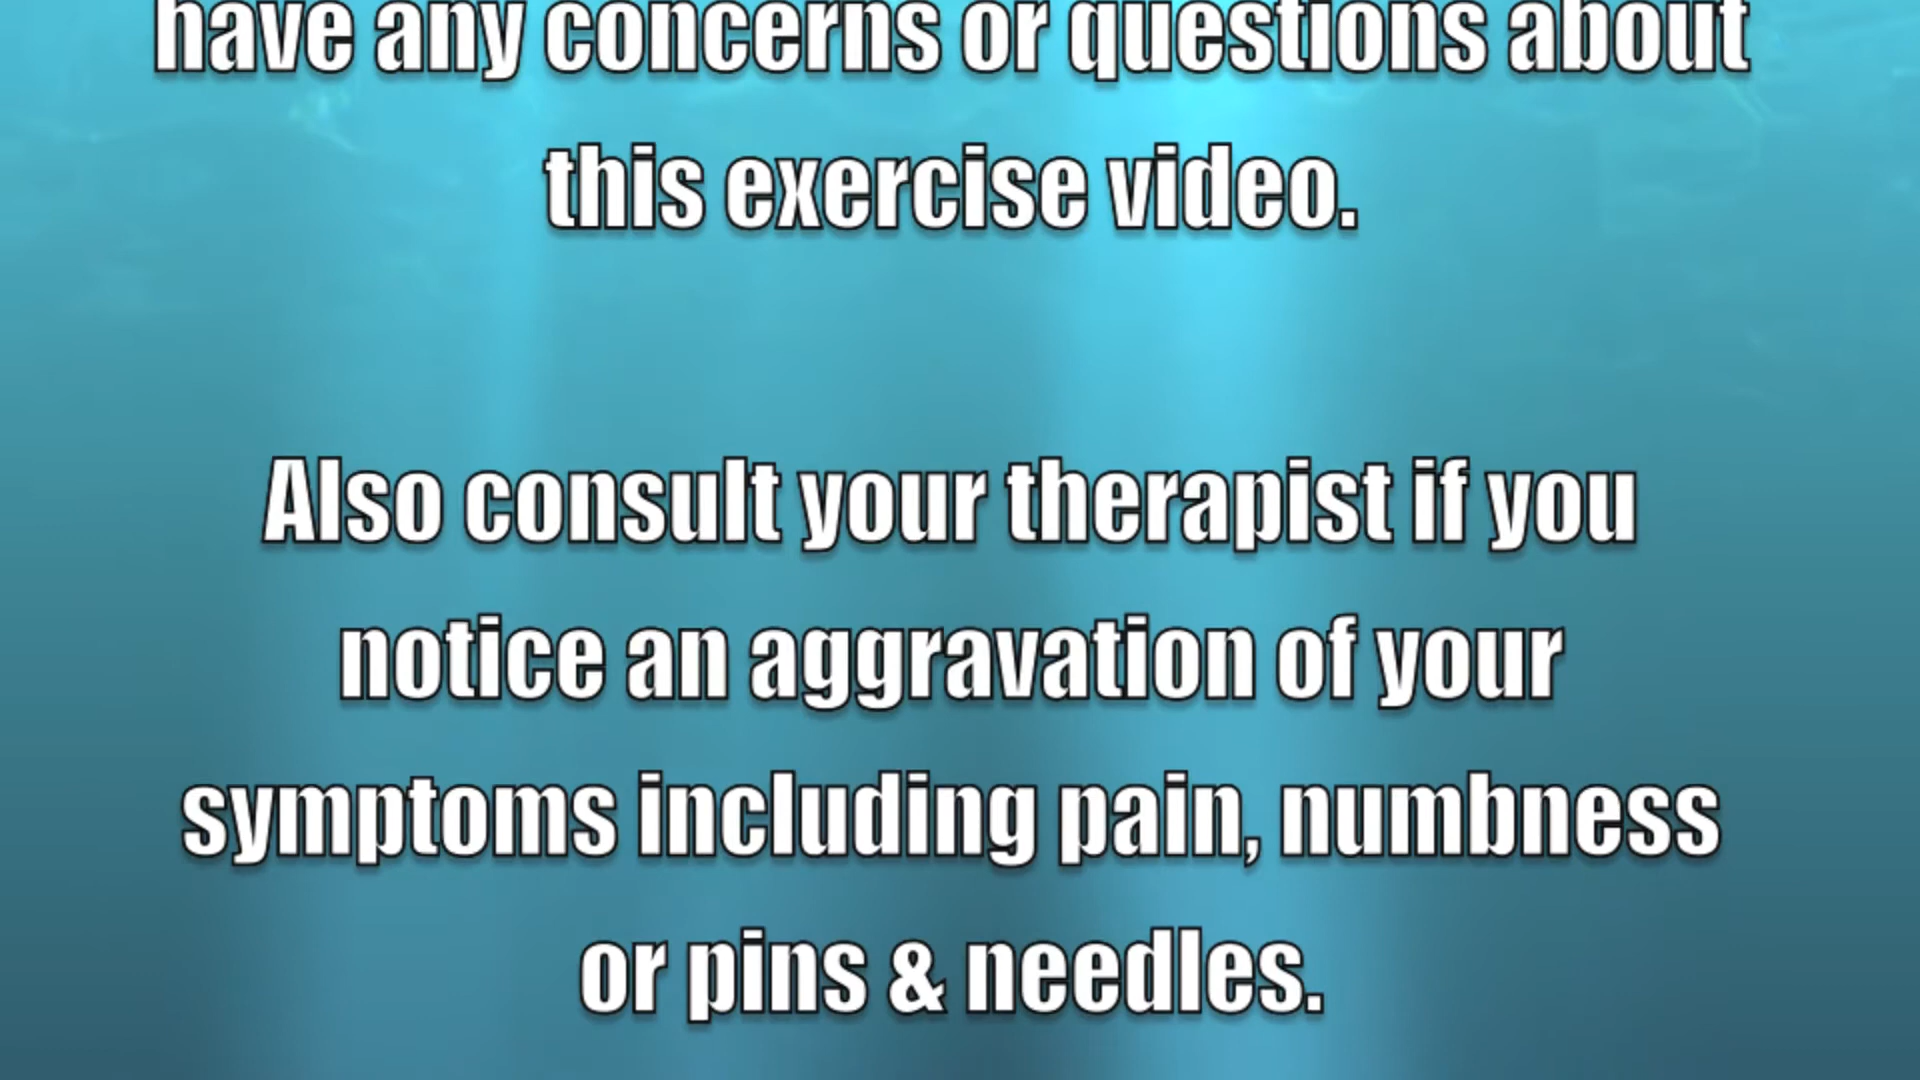 have any concerns or questions about
this exercise video.
Also consult your therapist if you
notice an aggravation of your
symptoms including pain, numbness
or pins & needles.